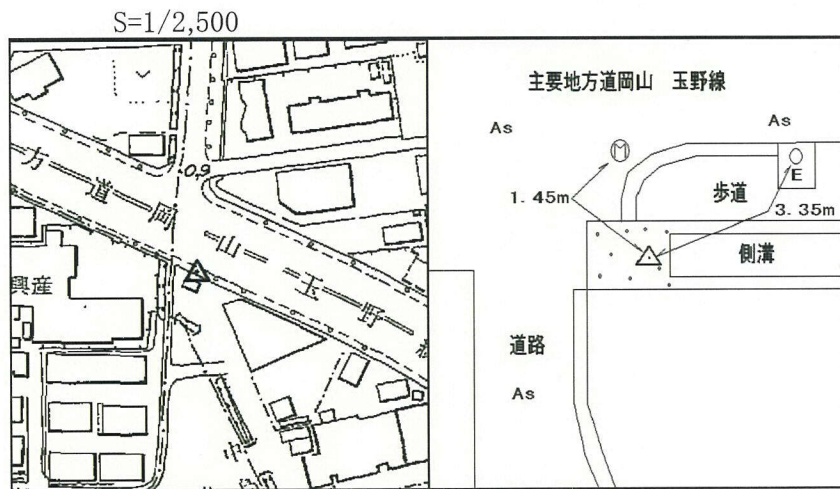 S=1/2,500
方道岡山玉野線
0.9
興産
主要地方道岡山 玉野線
As
As
M
E
1.45m
歩道
3.35m
側溝
道路
As